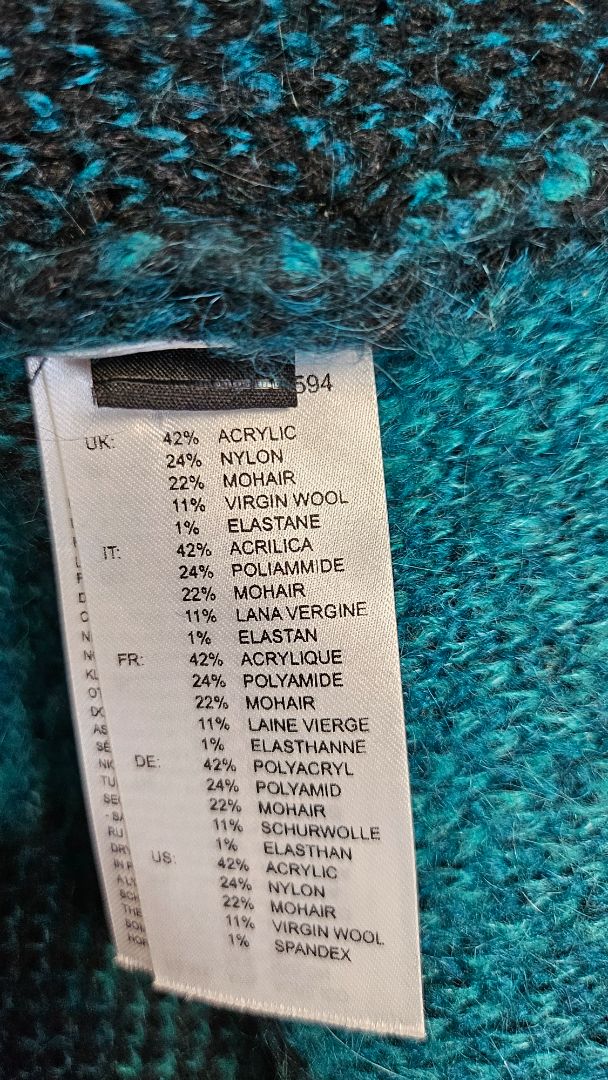 594
UK: 42% ACRYLIC
24% NYLON
22% MOHAIR
11% VIRGIN WOOL
1% ELASTANE
IT: 42% ACRILICA
24% POLIAMMIDE
22% MOHAIR
11% LANA VERGINE
1% ELASTAN
FR: 42% ACRYLIQUE
24% POLYAMIDE
22% MOHAIR
11% LAINE VIERGE
1% ELASTHANNE
DE: 42% POLYACRYL
24% POLYAMID
22% MOHAIR
11% SCHURWOLLE
1% ELASTHAN
US: 42% ACRYLIC
24% NYLON
22% MOHAIR
11% VIRGIN WOOL
1% SPANDEX